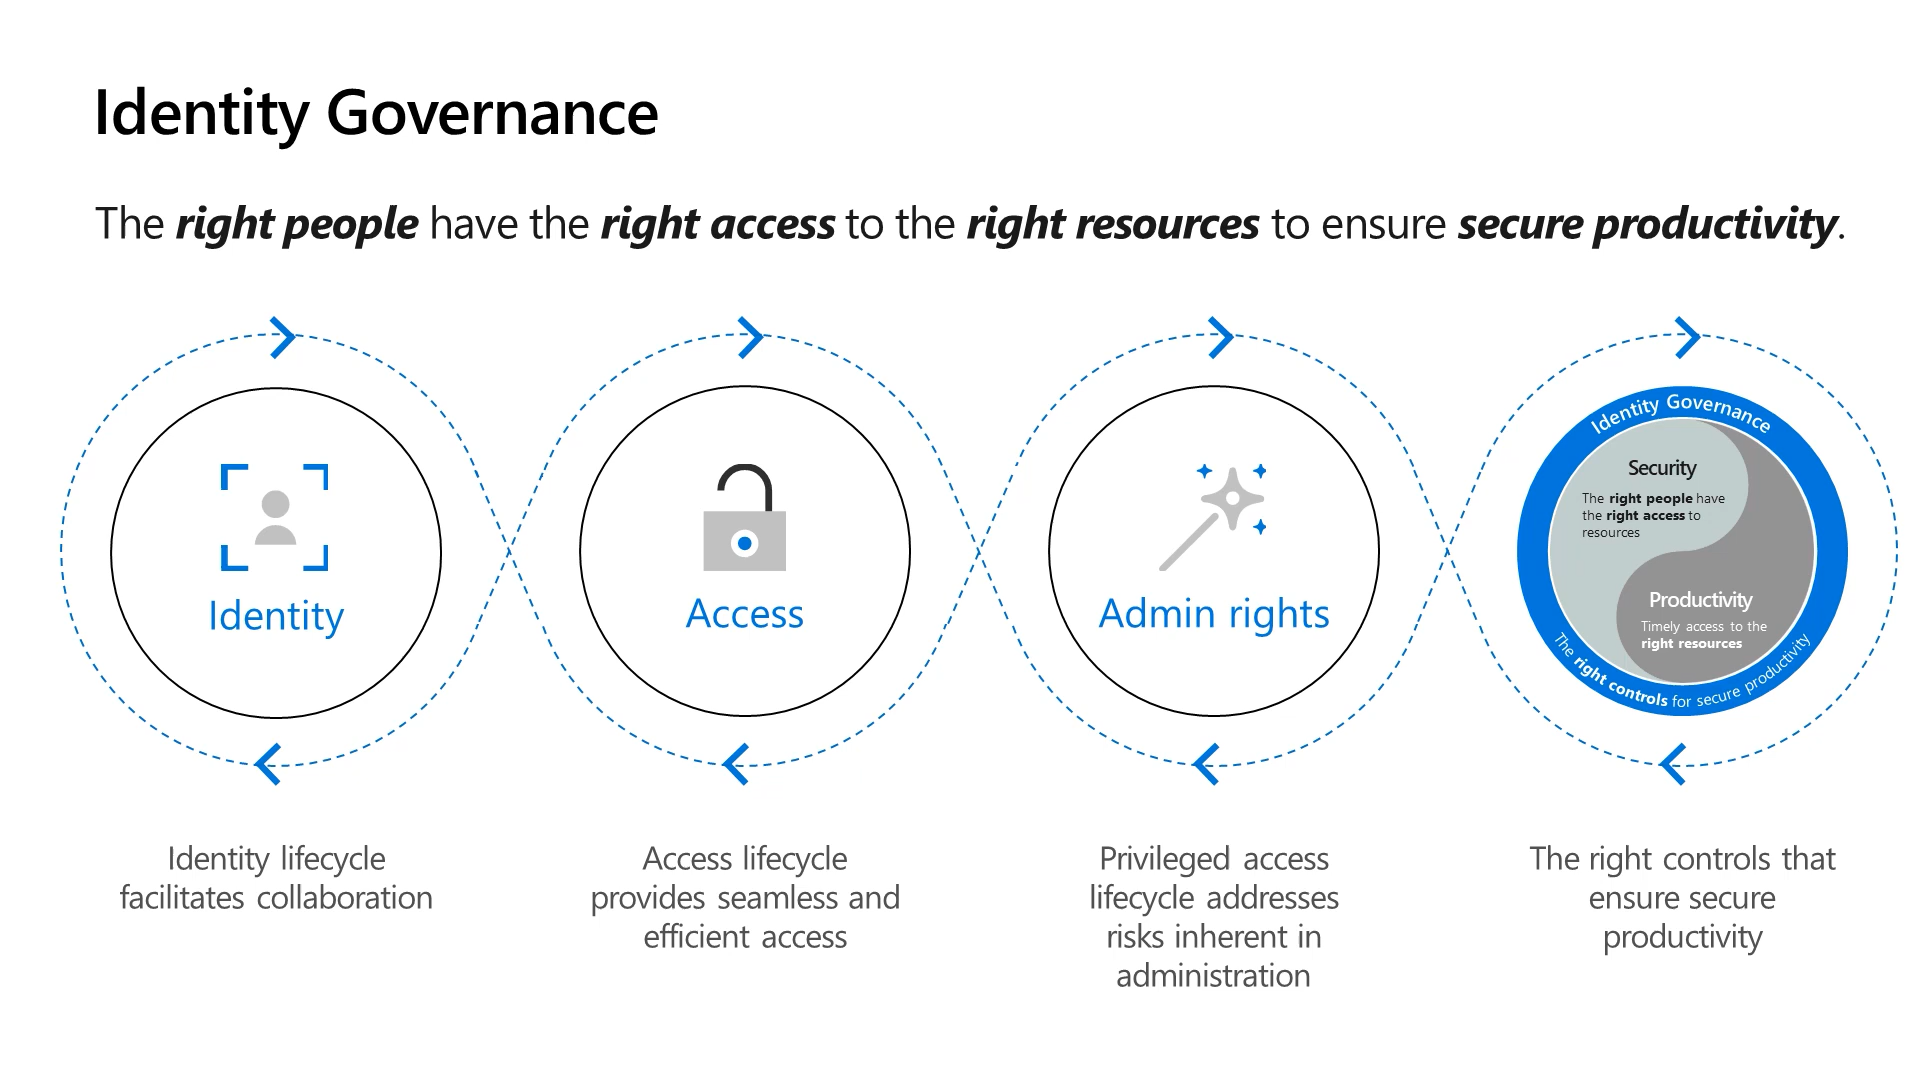 Identity Governance
The right people have the right access to the right resources to ensure secure productivity.
Identity
Access
Admin rights
Identity Governance
Security
The right people have
the right access to
resources
Productivity
Timely access to the
right resources
The right controls for secure productivity
Identity lifecycle
facilitates collaboration
Access lifecycle
provides seamless and
efficient access
Privileged access
lifecycle addresses
risks inherent in
administration
The right controls that
ensure secure
productivity